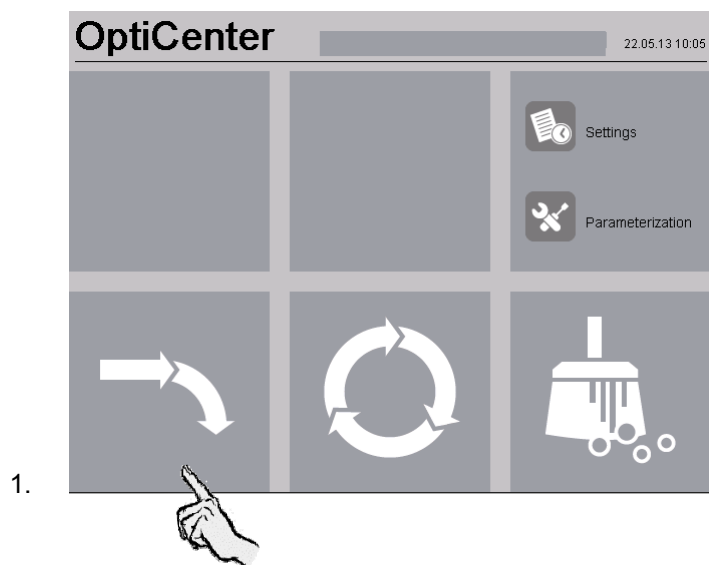 OptiCenter
22.05.13 10:05
Settings
Parameterization
1.